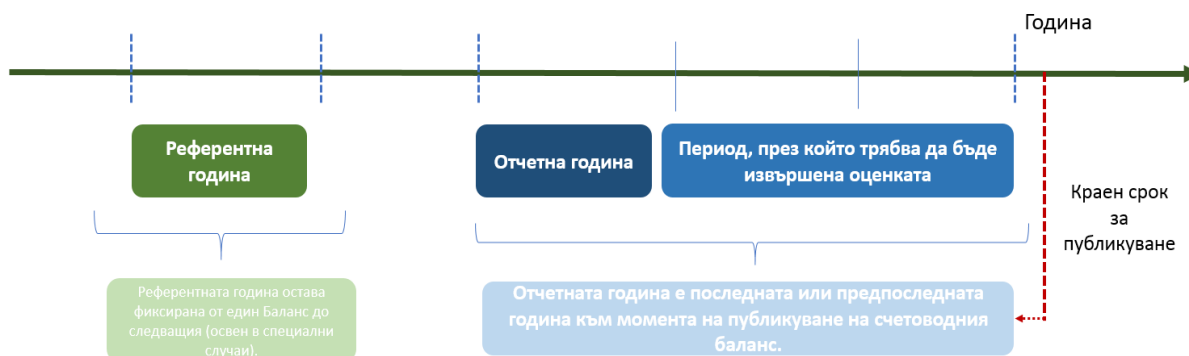 Година
Референтна
година
Отчетна година
Период, през който трябва да бъде
извършена оценката
Краен срок
за
публикуване
Референтната година остава
фиксирана от един Баланс до
следващия (освен в специални
случаи).
Отчетната година е последната или предпоследната
година към момента на публикуване на счетоводния
баланс.